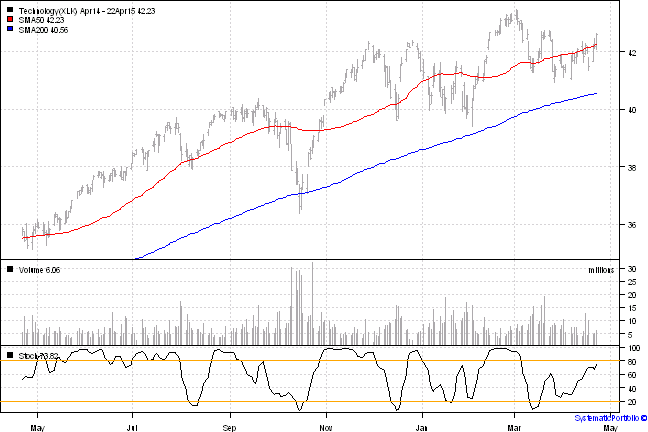 Technology(XLK) Apr14 - 22Apr15 42.23
SMA50 42.23
SMA200 40.56
42
40
38
36
Volume 6.06
millions
30
25
20
15
10
5
Stock 73.82
100
80
60
40
20
May
Jul
Sep
Nov
Jan
Mar
May
SystematicPortfolio ©